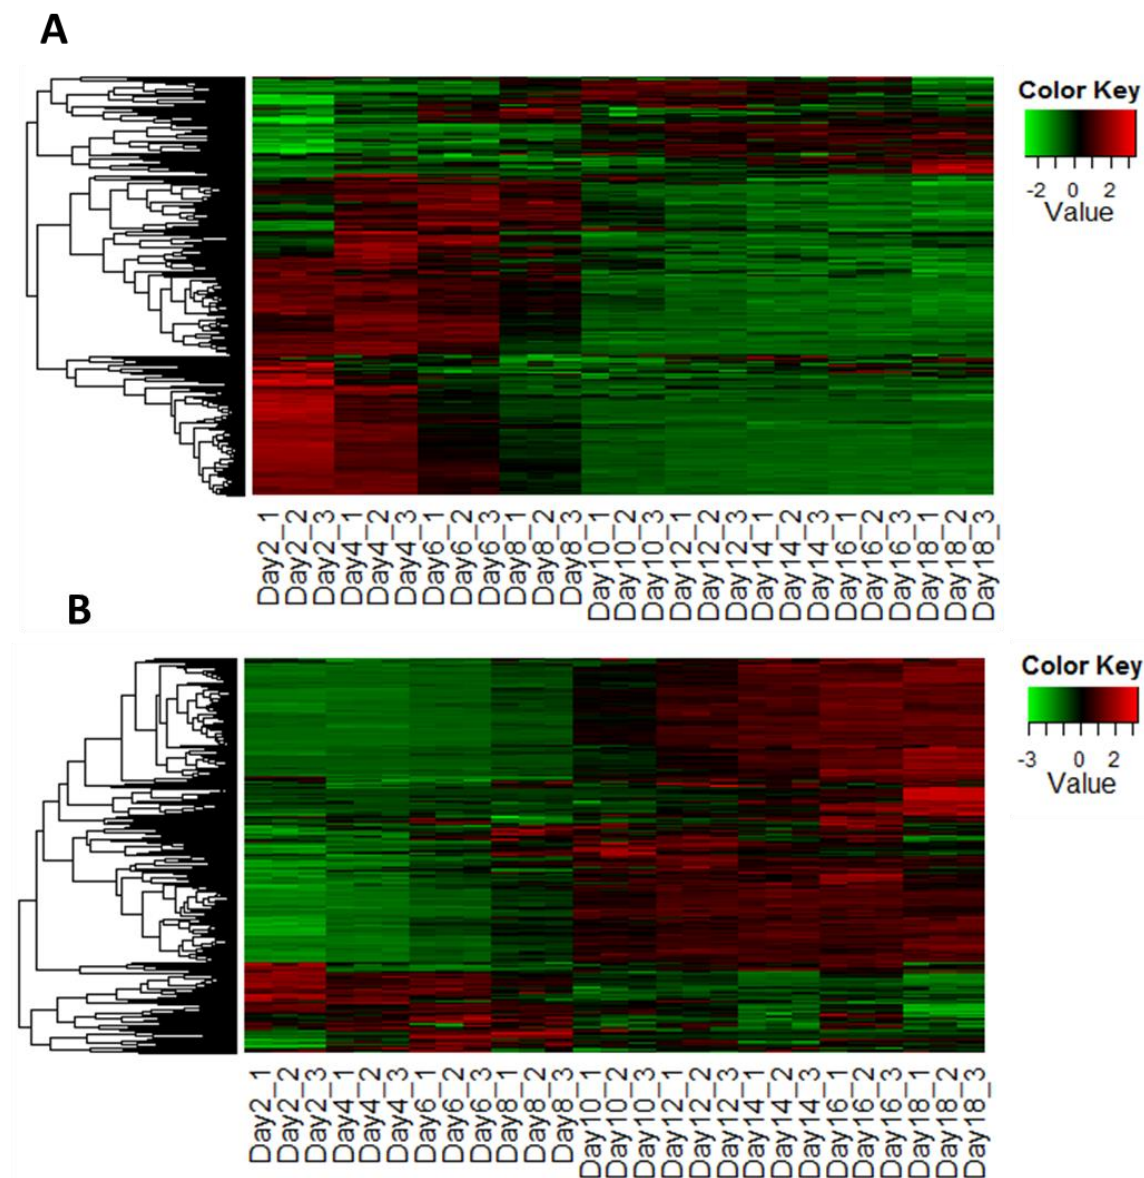 A
Color Key
-2 0 2
Value
Day2_1
Day2_2
Day2_3
Day4_1
Day4_2
Day4_3
Day6_1
Day6_2
Day6_3
Day8_1
Day8_2
Day8_3
Day10_1
Day10_2
Day10_3
Day12_1
Day12_2
Day12_3
Day14_1
Day14_2
Day14_3
Day16_1
Day16_2
Day16_3
Day18_1
Day18_2
Day18_3
B
Color Key
-3 0 2
Value
Day2_1
Day2_2
Day2_3
Day4_1
Day4_2
Day4_3
Day6_1
Day6_2
Day6_3
Day8_1
Day8_2
Day8_3
Day10_1
Day10_2
Day10_3
Day12_1
Day12_2
Day12_3
Day14_1
Day14_2
Day14_3
Day16_1
Day16_2
Day16_3
Day18_1
Day18_2
Day18_3